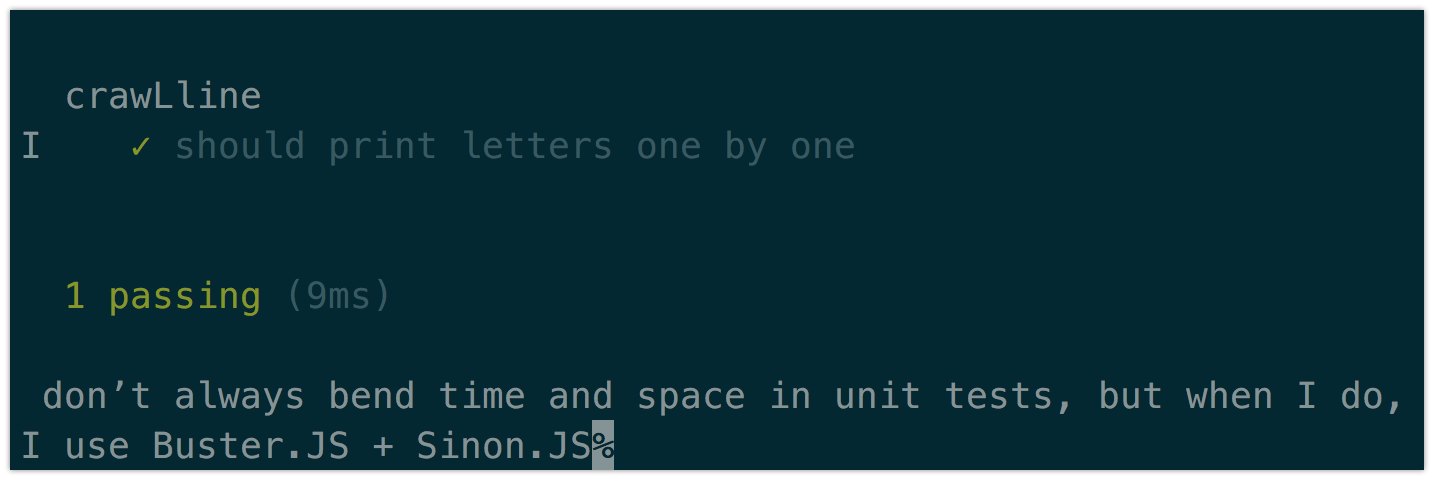 crawLline
I ✓ should print letters one by one
1 passing (9ms)
don’t always bend time and space in unit tests, but when I do,
I use Buster.JS + Sinon.JS%